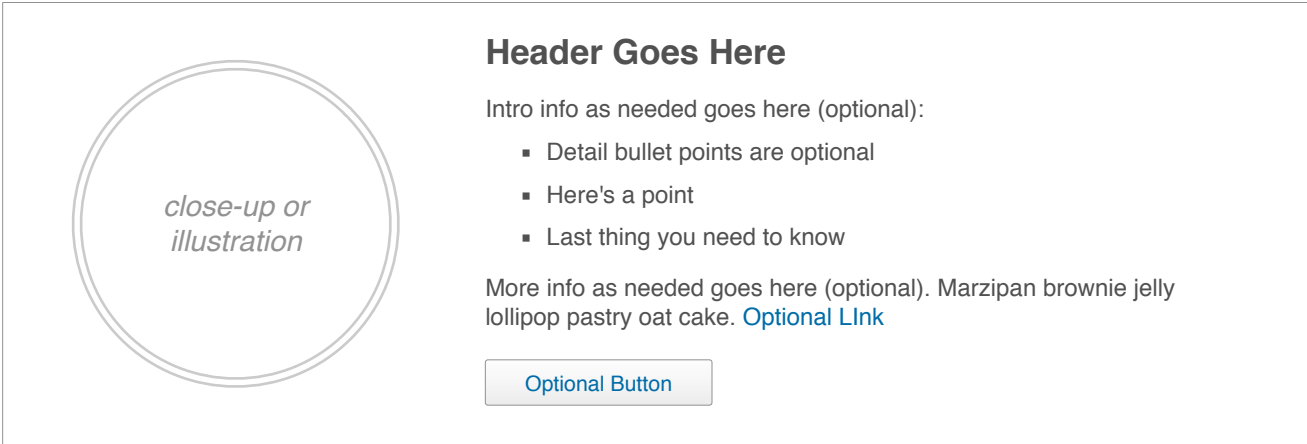 close-up or
illustration
Header Goes Here
Intro info as needed goes here (optional):
▪ Detail bullet points are optional
▪ Here's a point
▪ Last thing you need to know
More info as needed goes here (optional). Marzipan brownie jelly
lollipop pastry oat cake. Optional LInk
Optional Button